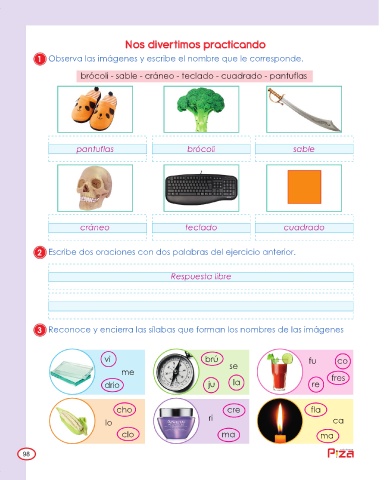 Nos divertimos practicando
1 Observa las imágenes y escribe el nombre que le corresponde.
brócoli - sable - cráneo - teclado - cuadrado - pantuflas
pantuflas brócoli sable
cráneo teclado cuadrado
2 Escribe dos oraciones con dos palabras del ejercicio anterior.
Respuesta libre
3 Reconoce y encierra las sílabas que forman los nombres de las imágenes
vi
me
drio
brú
se
ju la
fu co
fres
re
cho
lo
clo
cre
ri
ma
fla
ca
ma
98
Piza